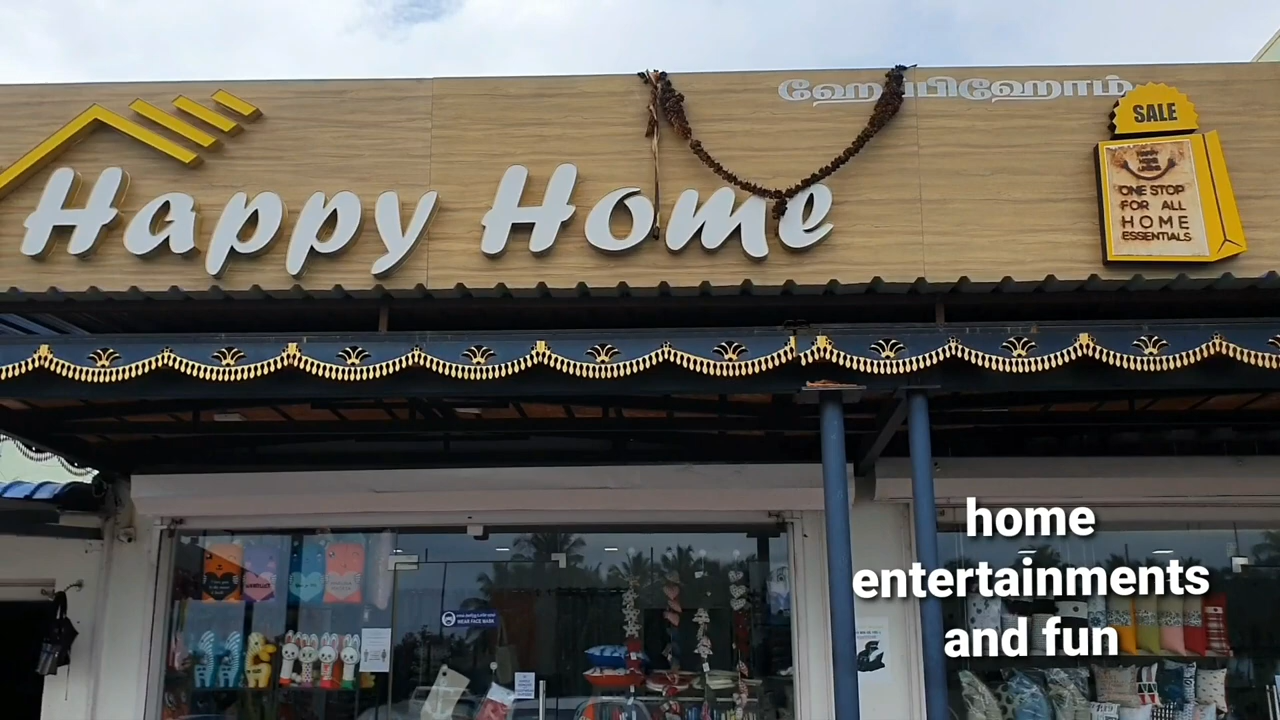 ஹேப்பிஹோம்
Happy Home
SALE
ONE STOP
FOR ALL
HOME
ESSENTIALS
WEAR FACE MASK
home
entertainments
and fun